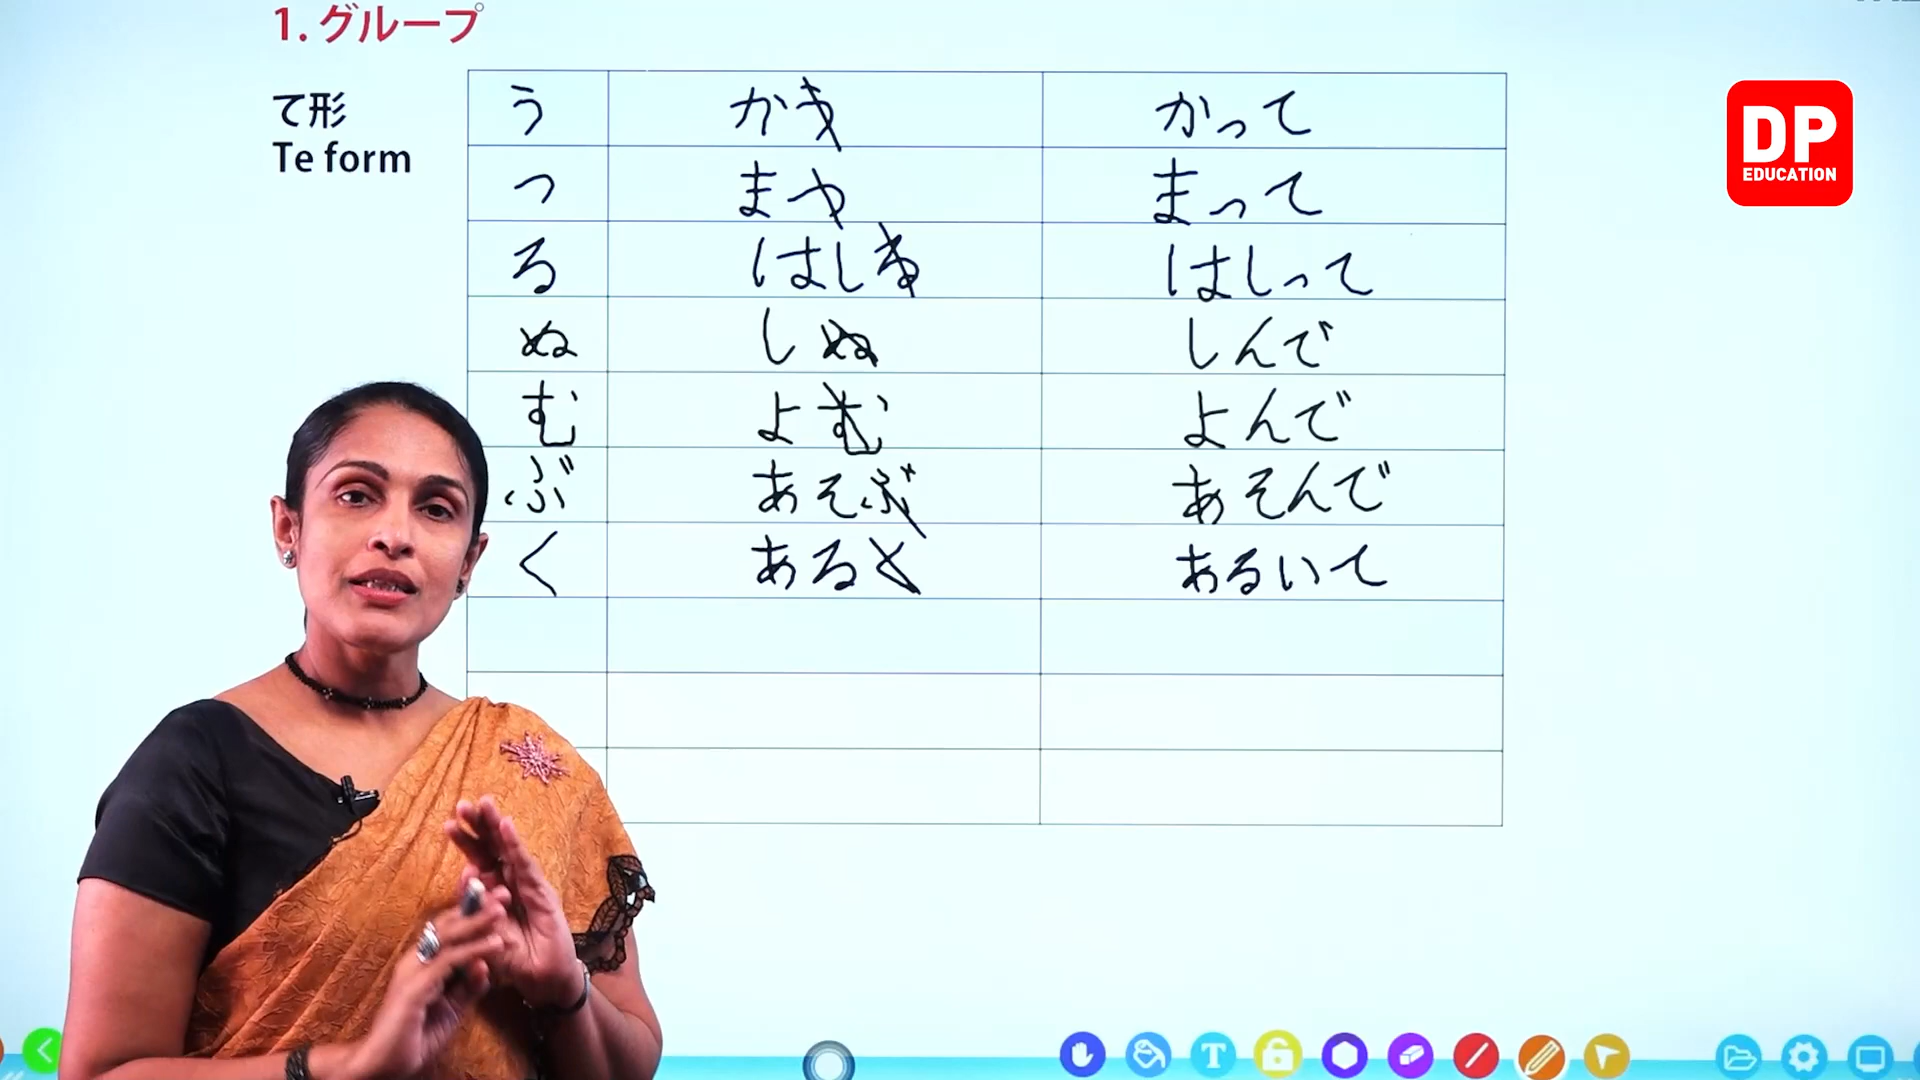 1. グループ
て形
Te form
う かう かって
つ まつ まって
る はしる はしって
ぬ しぬ しんで
む よむ よんで
ぶ あそぶ あそんで
く あるく あるいて
DP
EDUCATION
T